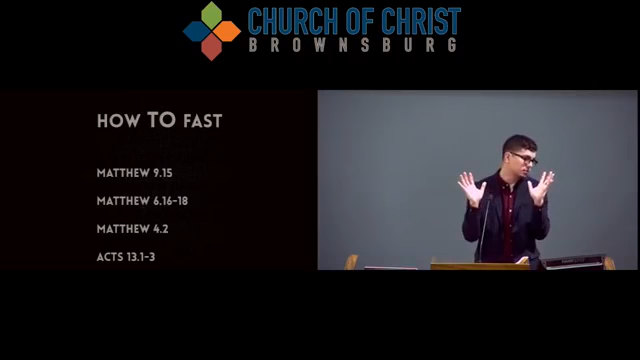 CHURCH OF CHRIST
BROWNSBURG
HOW TO FAST
MATTHEW 9.15
MATTHEW 6.16-18
MATTHEW 4.2
ACTS 13.1-3